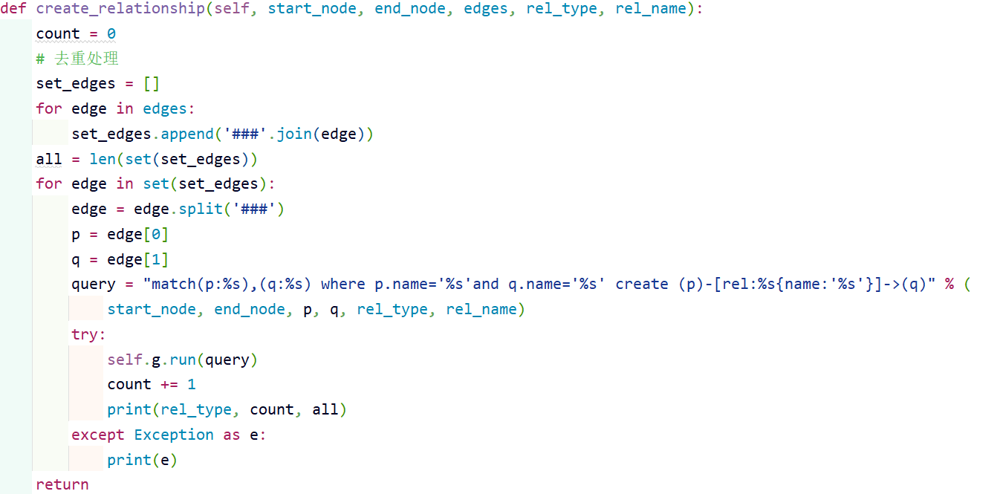 def create_relationship(self, start_node, end_node, edges, rel_type, rel_name):
    count = 0
    # 去重处理
    set_edges = []
    for edge in edges:
        set_edges.append('###'.join(edge))
    all = len(set(set_edges))
    for edge in set(set_edges):
        edge = edge.split('###')
        p = edge[0]
        q = edge[1]
        query = "match(p:%s),(q:%s) where p.name='%s'and q.name='%s' create (p)-[rel:%s{name:'%s'}]->(q)" % (
            start_node, end_node, p, q, rel_type, rel_name)
        try:
            self.g.run(query)
            count += 1
            print(rel_type, count, all)
        except Exception as e:
            print(e)
    return